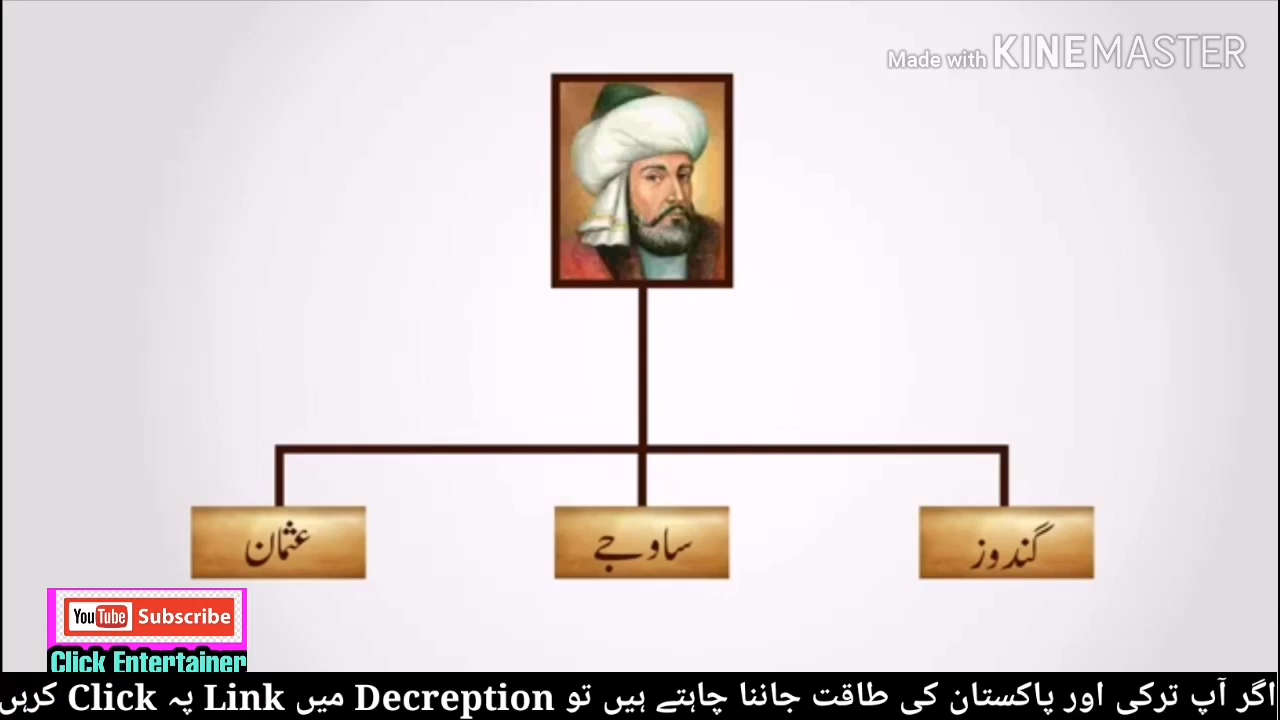 Made with KINEMASTER
گندوز
ساوجے
عثمان
YouTube Subscribe
Click Entertainer
اگر آپ ترکی اور پاکستان کی طاقت جاننا چاہتے ہیں تو Decreption میں Link پہ Click کریں